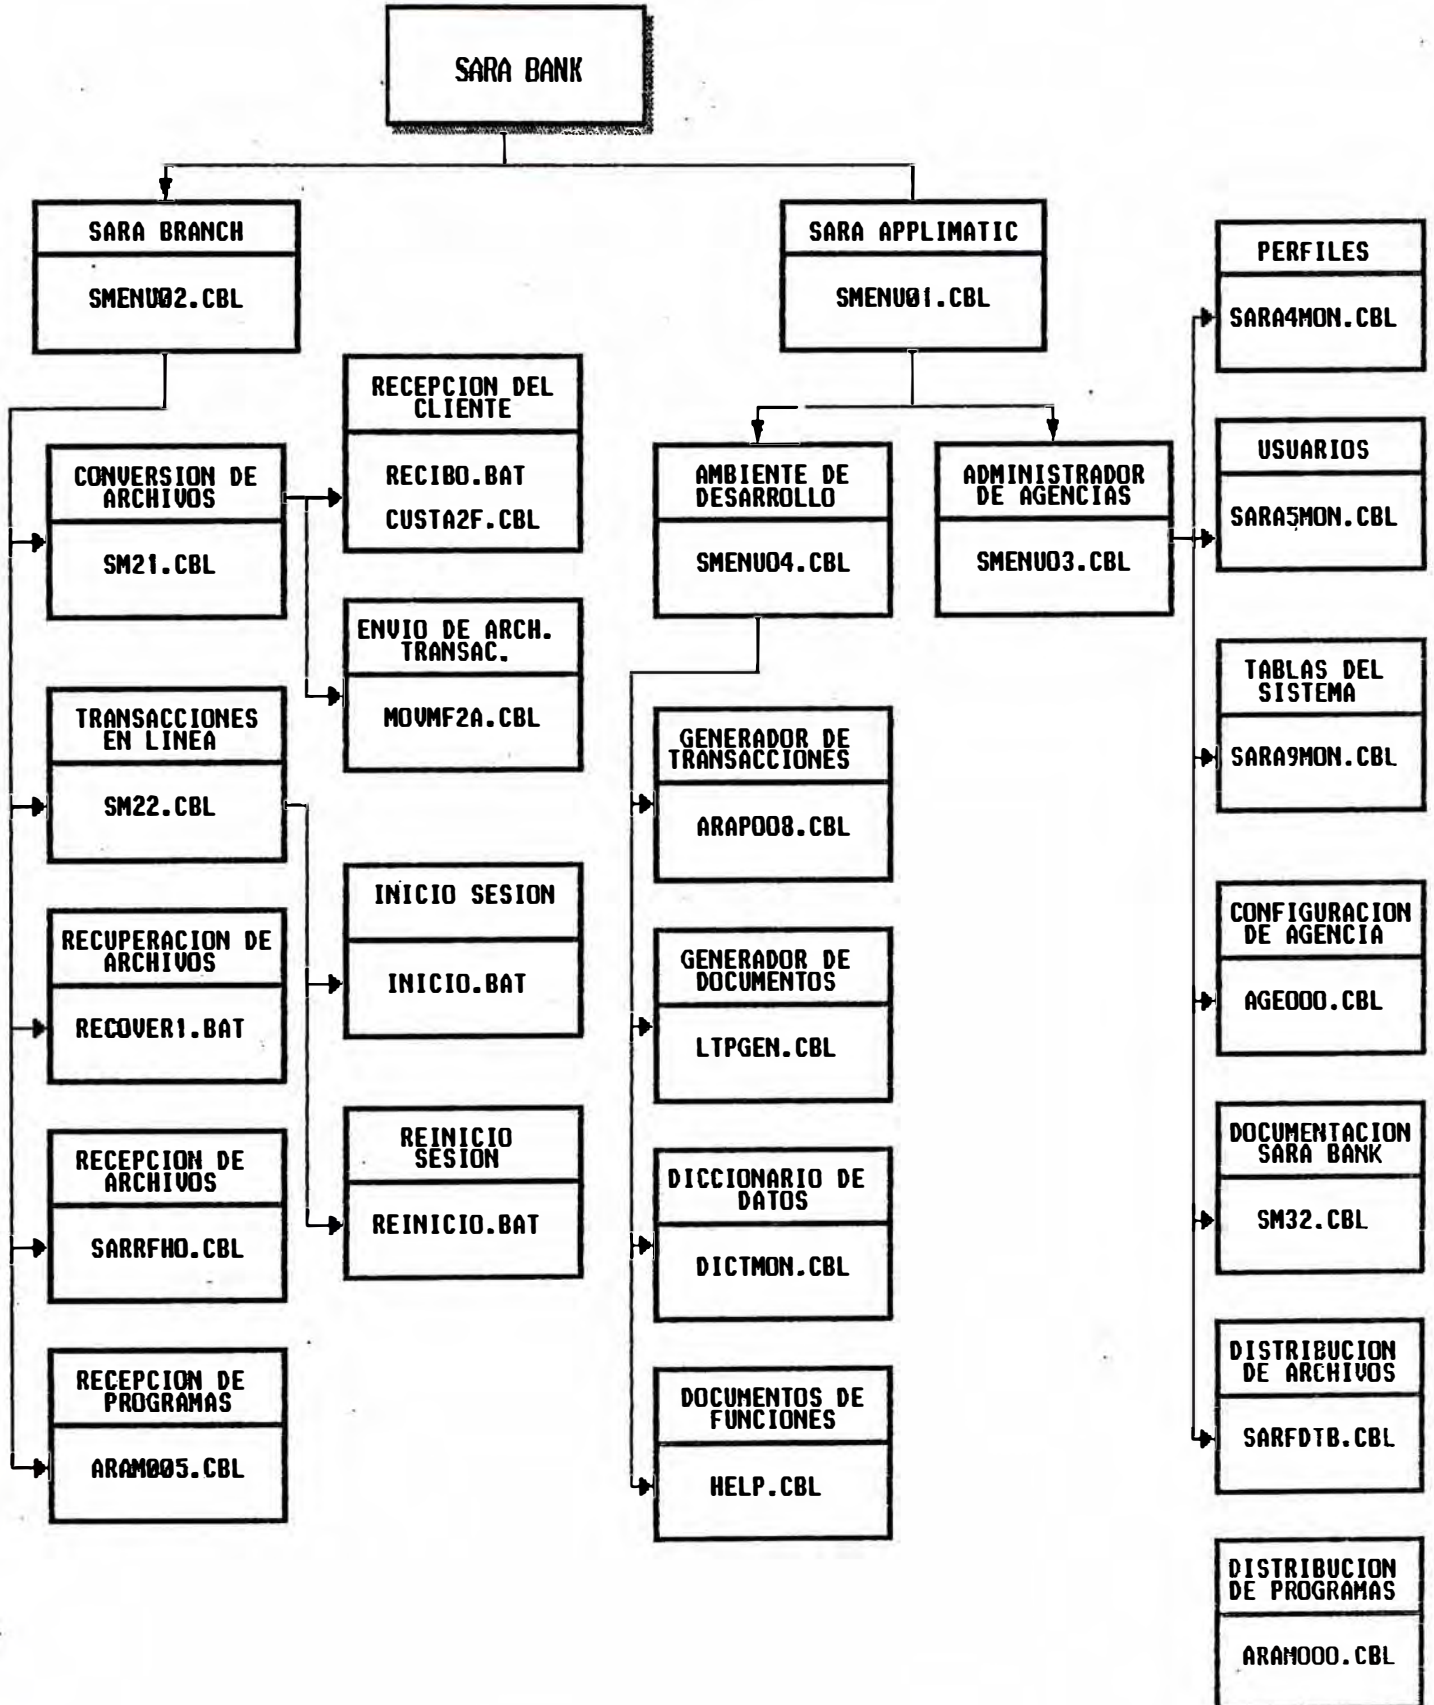 SARA BANK
SARA BRANCH
SMENU02.CBL
SARA APPLIMATIC
SMENU01.CBL
CONVERSION DE
ARCHIVOS
SM21.CBL
TRANSACCIONES
EN LINEA
SM22.CBL
RECUPERACION DE
ARCHIVOS
RECOVER1.BAT
RECEPCION DE
ARCHIVOS
SARRFHO.CBL
RECEPCION DE
PROGRAMAS
ARAM005.CBL
RECEPCION DEL
CLIENTE
RECIBO.BAT
CUSTA2F.CBL
ENVIO DE ARCH.
TRANSAC.
MOVMF2A.CBL
INICIO SESION
INICIO.BAT
REINICIO
SESION
REINICIO.BAT
AMBIENTE DE
DESARROLLO
SMENU04.CBL
GENERADOR DE
TRANSACCIONES
ARAP008.CBL
GENERADOR DE
DOCUMENTOS
LTPGEN.CBL
DICCIONARIO DE
DATOS
DICTMON.CBL
DOCUMENTOS DE
FUNCIONES
HELP.CBL
ADMINISTRADOR
DE AGENCIAS
SMENU03.CBL
PERFILES
SARA4MON.CBL
USUARIOS
SARA5MON.CBL
TABLAS DEL
SISTEMA
SARA9MON.CBL
CONFIGURACION
DE AGENCIA
AGE000.CBL
DOCUMENTACION
SARA BANK
SM32.CBL
DISTRIBUCION
DE ARCHIVOS
SARFDTB.CBL
DISTRIBUCION
DE PROGRAMAS
ARAM000.CBL